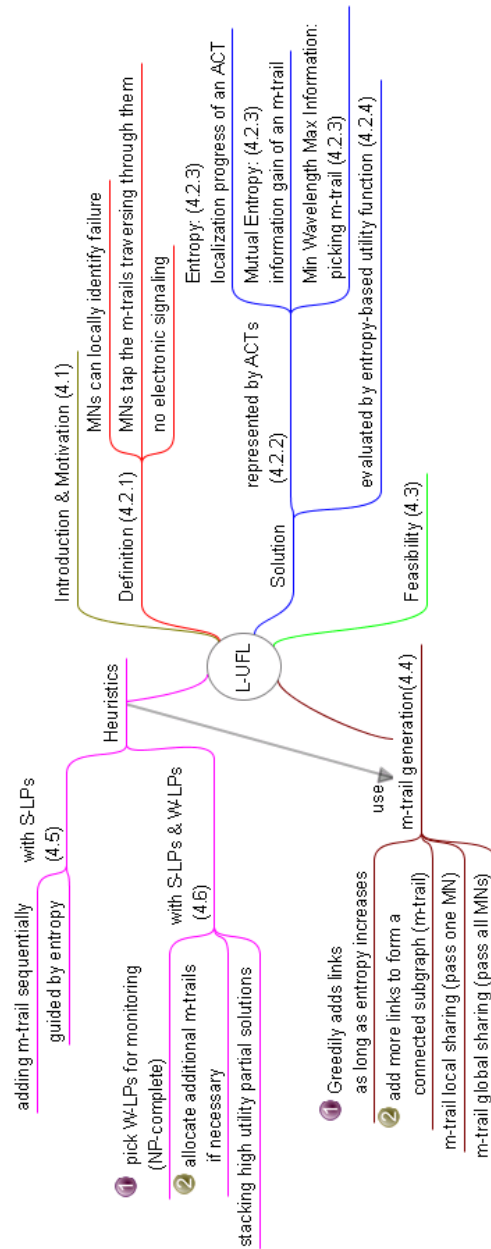 L-UFL
Introduction & Motivation (4.1)
Definition (4.2.1)
MNs can locally identify failure
MNs tap the m-trails traversing through them
no electronic signaling
Solution
represented by ACTs
(4.2.2)
Entropy: (4.2.3)
localization progress of an ACT
Mutual Entropy: (4.2.3)
information gain of an m-trail
Min Wavelength Max Information:
picking m-trail (4.2.3)
evaluated by entropy-based utility function (4.2.4)
Feasibility (4.3)
Heuristics
with S-LPs
(4.5)
adding m-trail sequentially
guided by entropy
with S-LPs & W-LPs
(4.6)
1 pick W-LPs for monitoring
(NP-complete)
2 allocate additional m-trails
if necessary
stacking high utility partial solutions
use
m-trail generation(4.4)
1 Greedily adds links
as long as entropy increases
2 add more links to form a
connected subgraph (m-trail)
m-trail local sharing (pass one MN)
m-trail global sharing (pass all MNs)